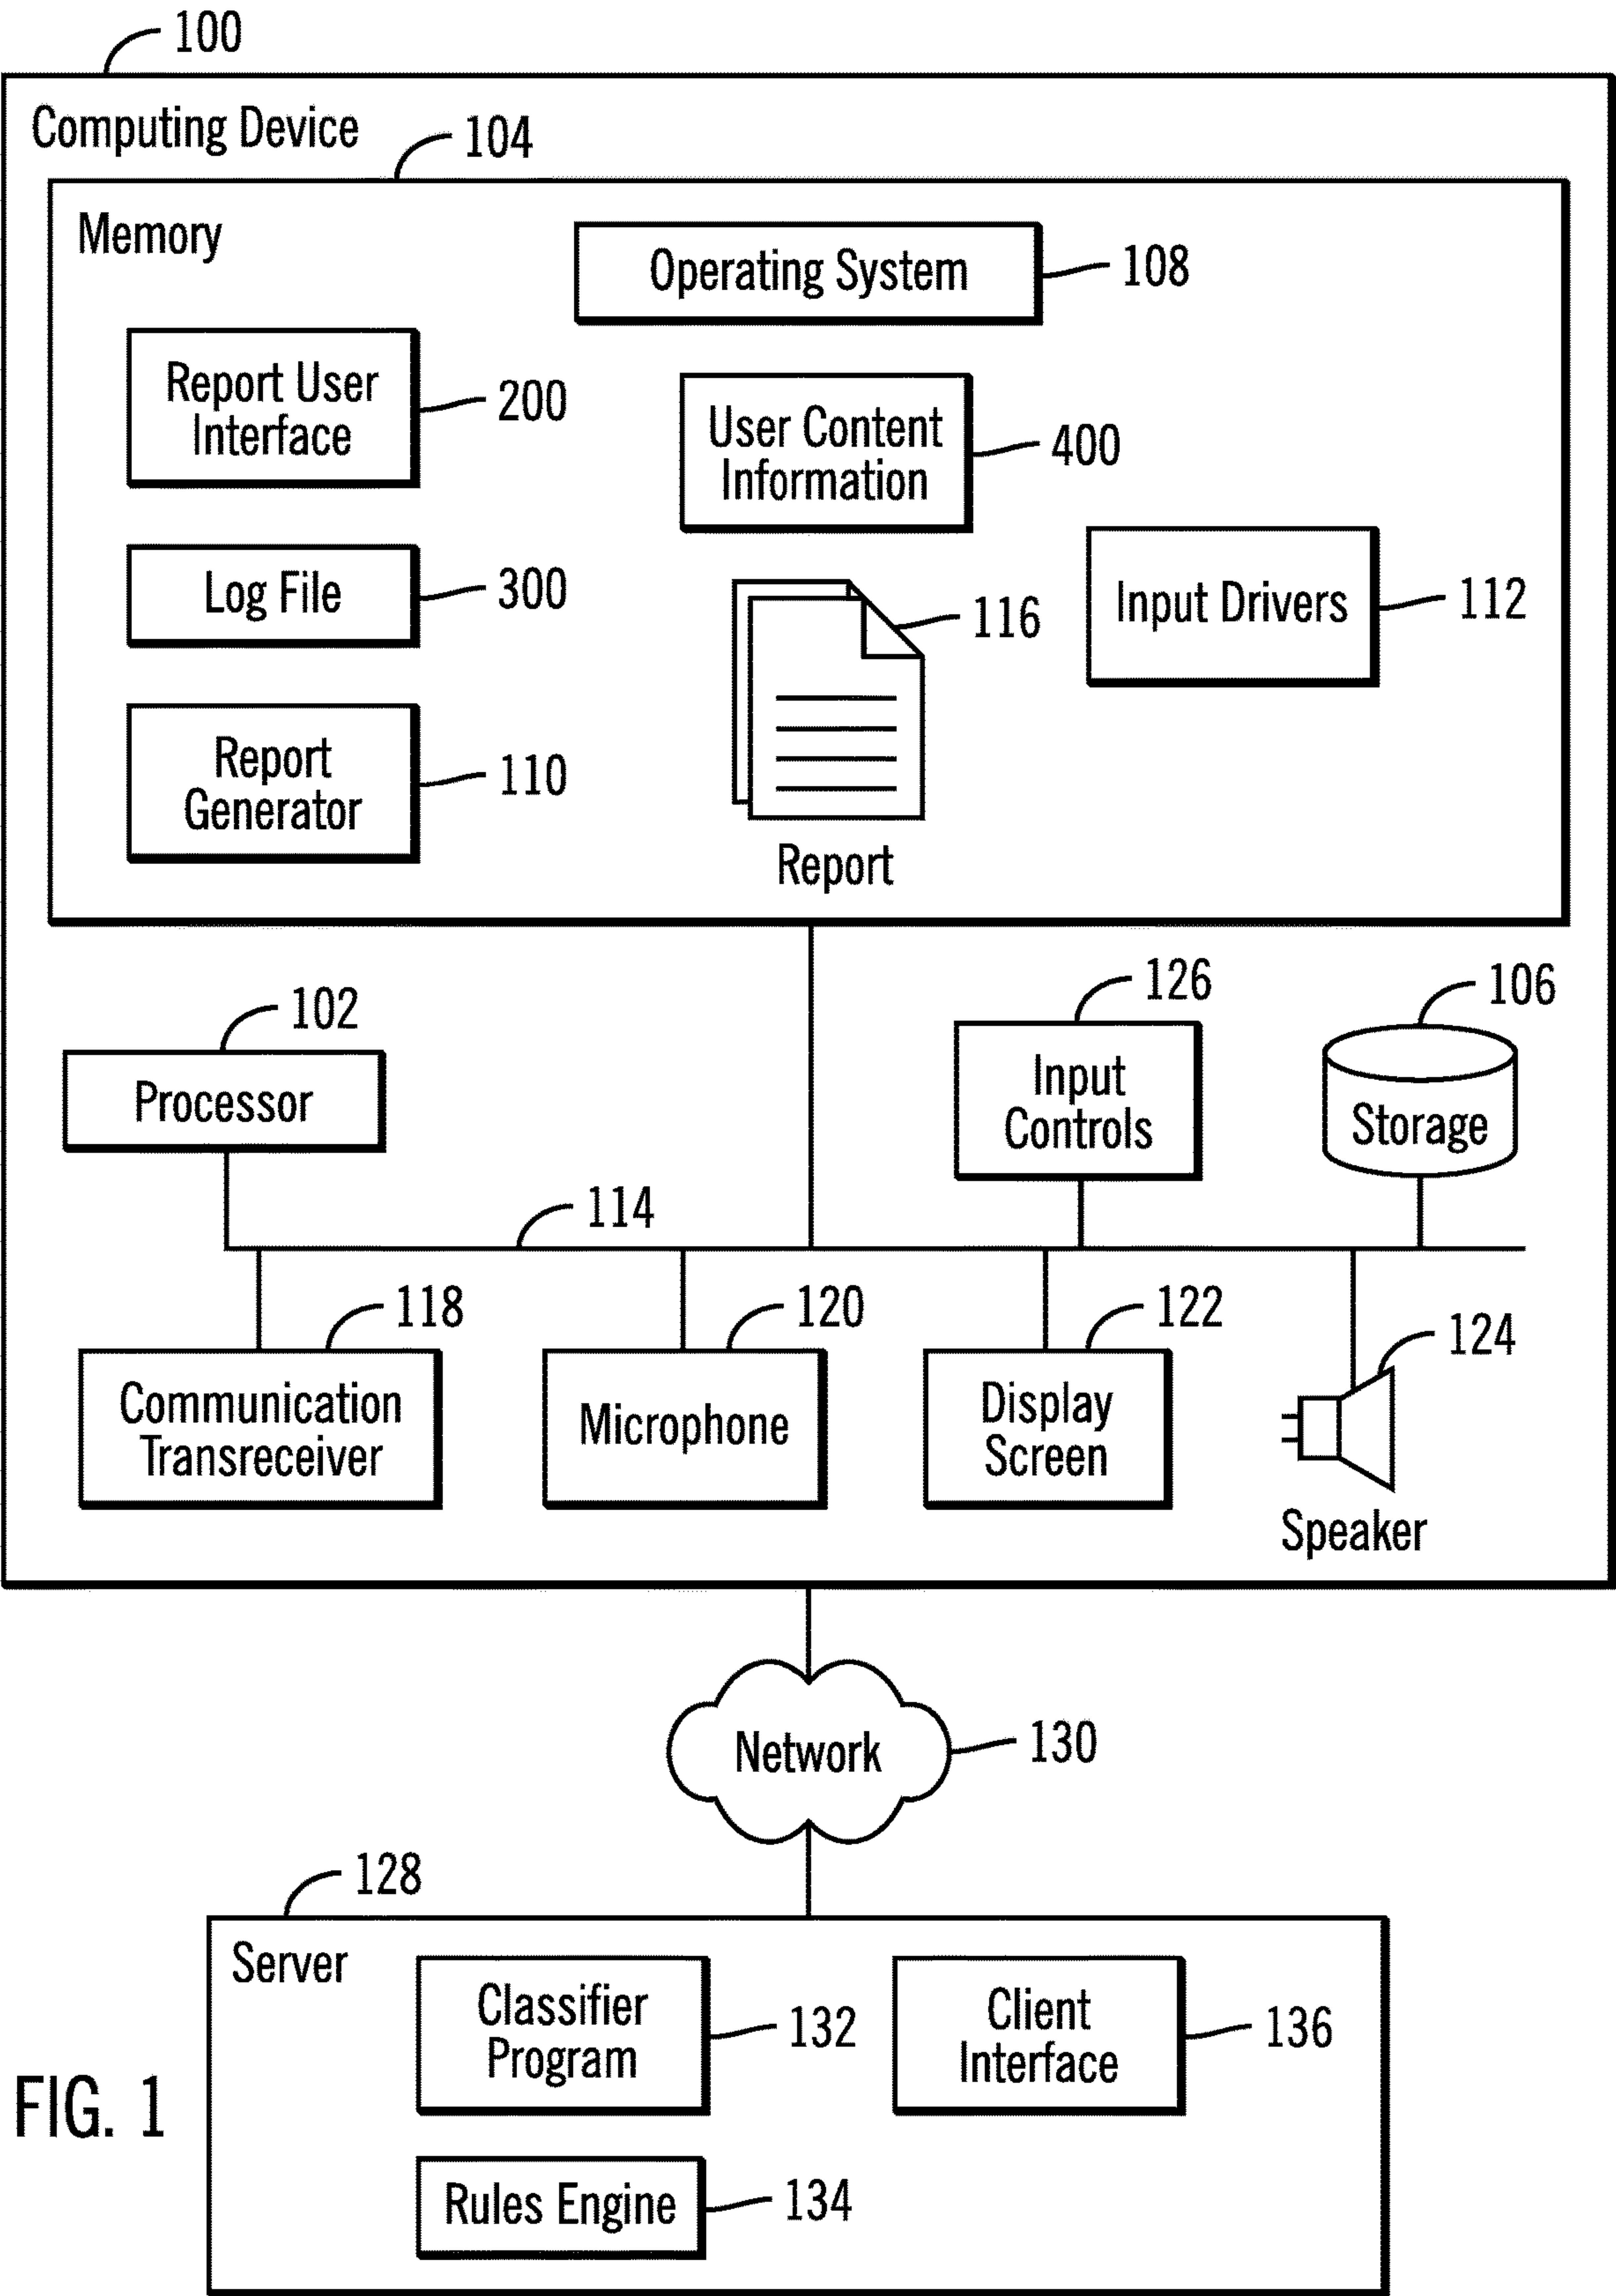 100
Computing Device
104
Memory
Operating System
108
Report User
Interface
200
User Content
Information
400
Log File
300
116
Input Drivers
112
Report
Generator
110
Report
102
Processor
126
Input
Controls
106
Storage
114
118
Communication
Transreceiver
120
Microphone
122
Display
Screen
124
Speaker
Network
130
128
Server
Classifier
Program
132
Client
Interface
136
Rules Engine
134
FIG. 1